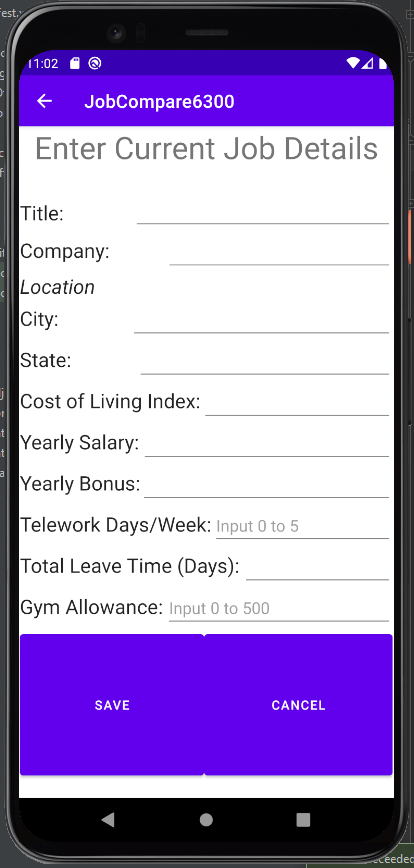 11:02
JobCompare6300
Enter Current Job Details
Title:
Company:
Location
City:
State:
Cost of Living Index:
Yearly Salary:
Yearly Bonus:
Telework Days/Week: Input 0 to 5
Total Leave Time (Days):
Gym Allowance: Input 0 to 500
SAVE CANCEL